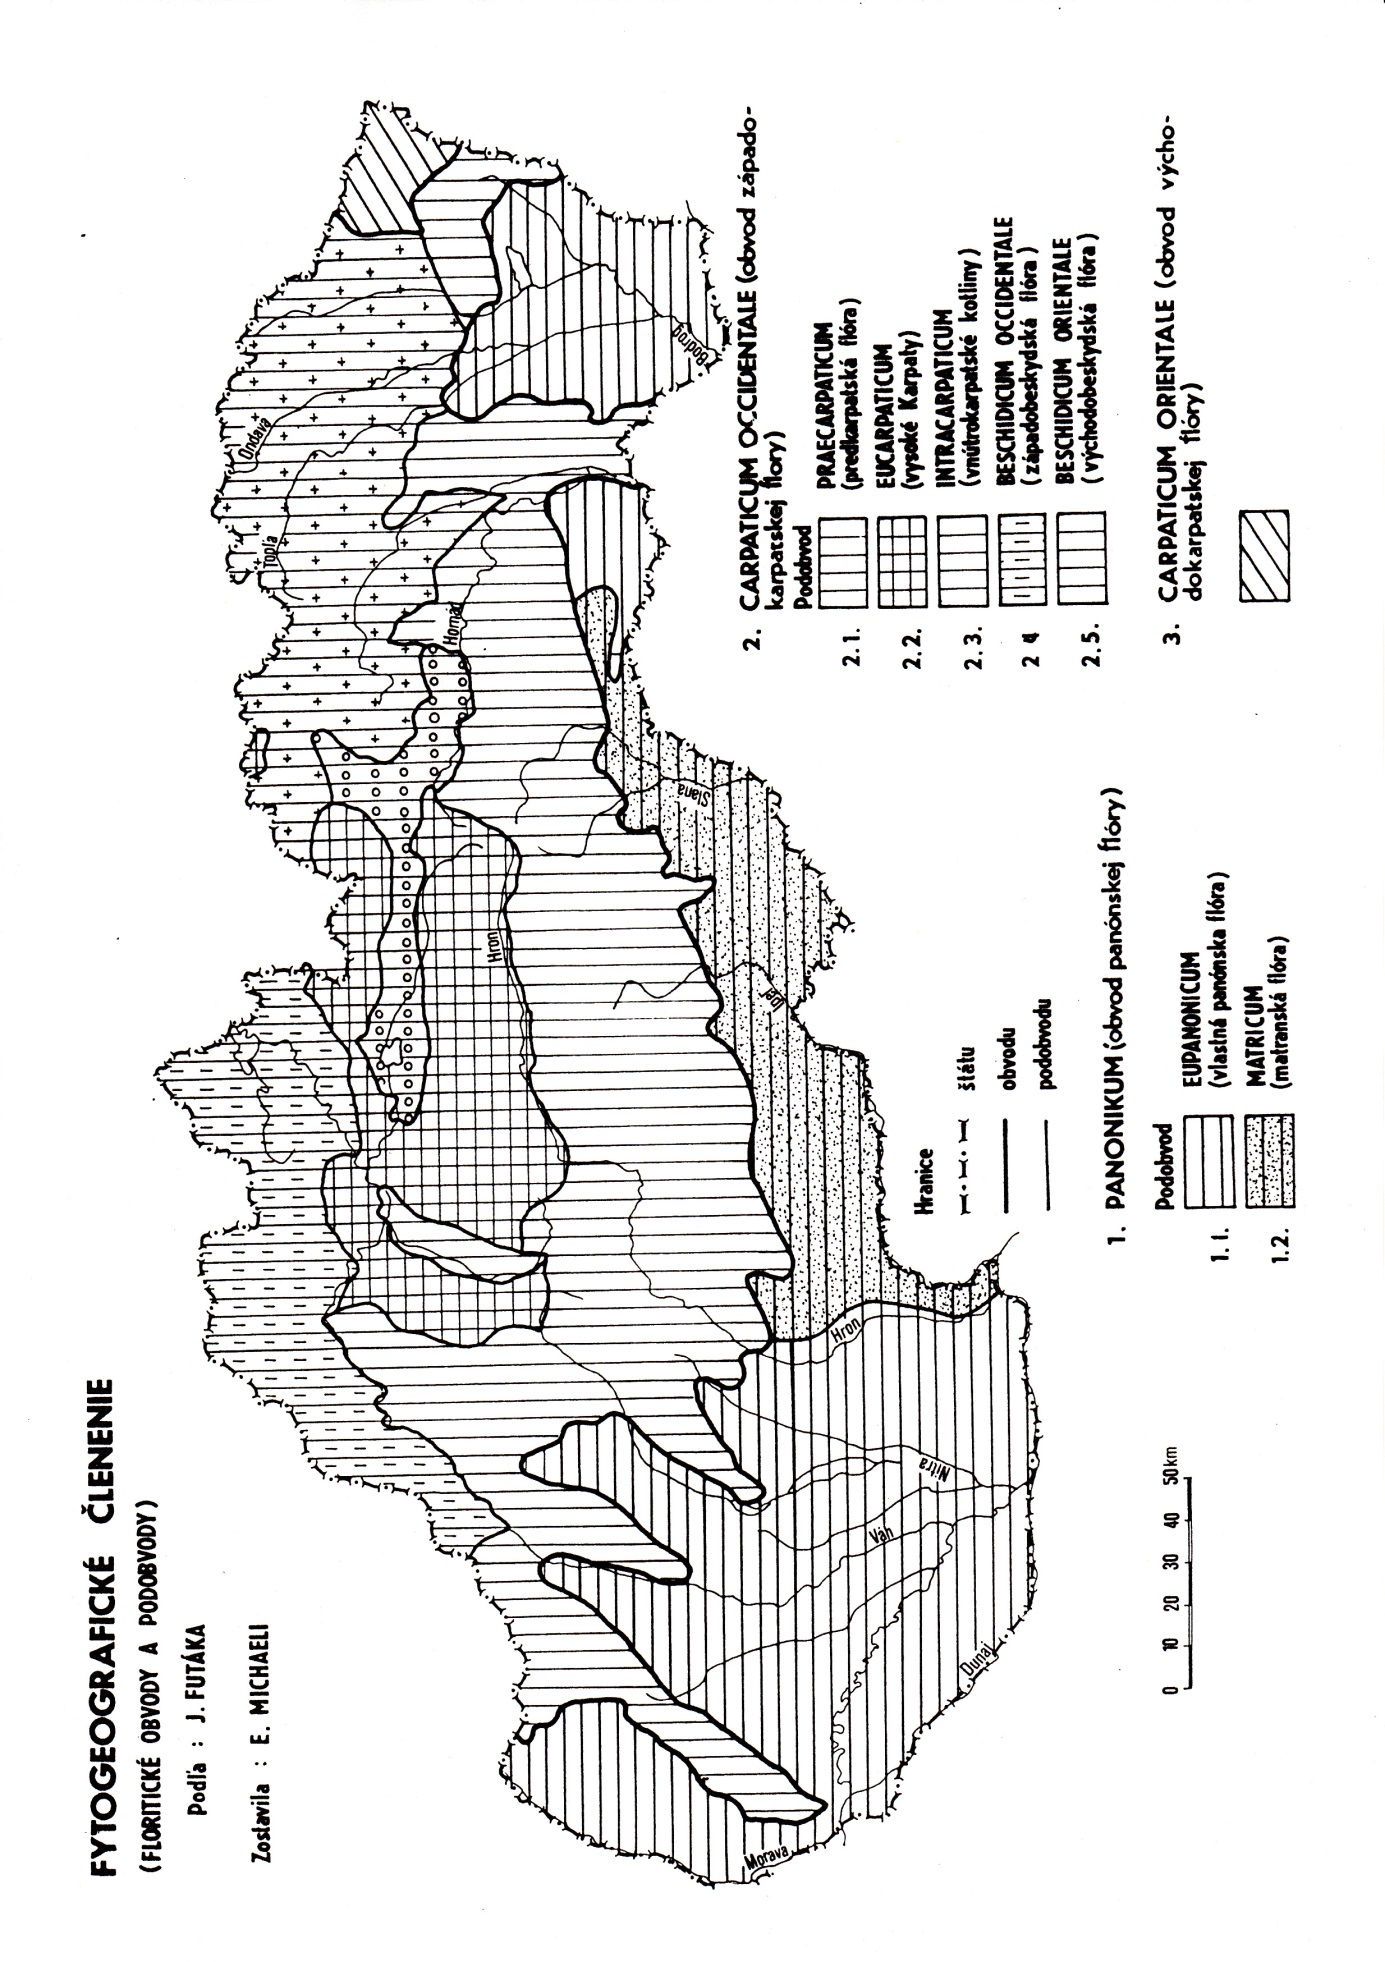 FYTOGEOGRAFICKÉ ČLENENIE
(FLORITICKÉ OBVODY A PODOBVODY)
Podľa : J. FUTÁKA
Zostavila : E. MICHAELI
Ondava
Topľa
Hornád
Bodrog
Slaná
Hron
Ipeľ
Hron
Nitra
Váh
Dunaj
Morava
0 10 20 30 40 50 km
Hranice
štátu
obvodu
podobvodu
1. PANONIKUM (obvod panónskej flóry)
Podobvod
1. 1. EUPANONICUM
(vlastná panónska flóra)
1. 2. MATRICUM
(matranská flóra)
2. CARPATICUM OCCIDENTALE (obvod západo-
karpatskej flory)
Podobvod
2. 1. PRAECARPATICUM
(predkarpatská flóra)
2. 2. EUCARPATICUM
(vysoké Karpaty)
2. 3. INTRACARPATICUM
(vnútrokarpatské kotliny)
2 4 BESCHIDICUM OCCIDENTALE
(západobeskydská flóra)
2. 5. BESCHIDICUM ORIENTALE
(východobeskydská flóra)
3. CARPATICUM ORIENTALE (obvod výcho-
dokarpatskej flóry)